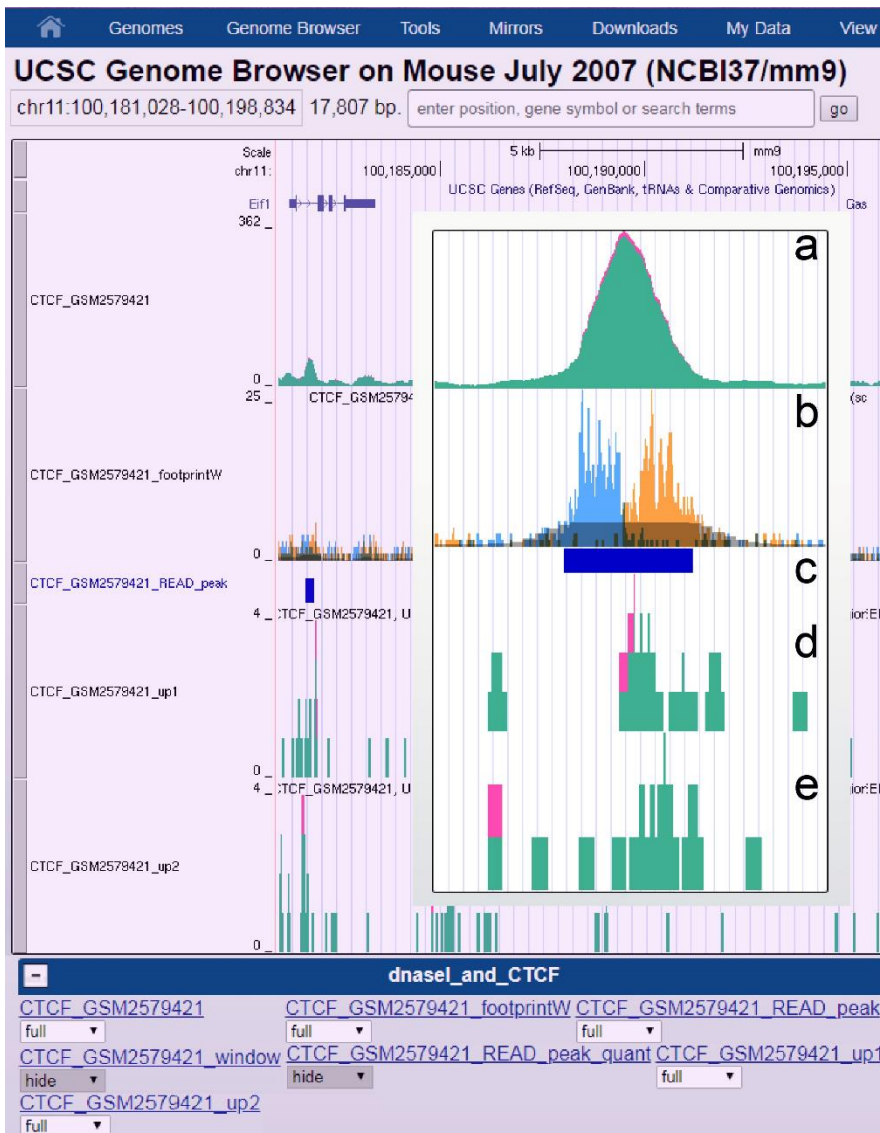 Genomes Genome Browser Tools Mirrors Downloads My Data View
UCSC Genome Browser on Mouse July 2007 (NCBI37/mm9)
chr11:100,181,028-100,198,834 17,807 bp. enter position, gene symbol or search terms go
Scale 5 kb mm9
chr11: 100,185,000 100,190,000 100,195,000
UCSC Genes (RefSeq, GenBank, tRNAs & Comparative Genomics)
Eif1 Gas
362
a
CTCF_GSM2579421
0
25 CTCF_GSM2579 (sc
b
CTCF_GSM2579421_footprintW
0
c
CTCF_GSM2579421_READ_peak
4 CTCF_GSM2579421, U
d
CTCF_GSM2579421_up1
0
4 CTCF_GSM2579421, U
e
CTCF_GSM2579421_up2
0
- dnaseI_and_CTCF
CTCF_GSM2579421 CTCF_GSM2579421_footprintW CTCF_GSM2579421_READ_peak
full full full
CTCF_GSM2579421_window CTCF_GSM2579421_READ_peak_quant CTCF_GSM2579421_up1
hide hide full
CTCF_GSM2579421_up2
full